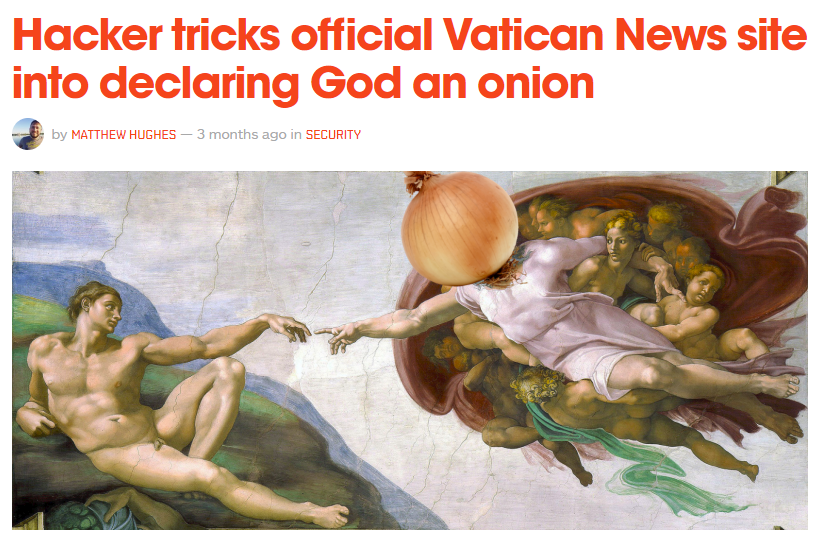 Hacker tricks official Vatican News site
into declaring God an onion
by MATTHEW HUGHES — 3 months ago in SECURITY